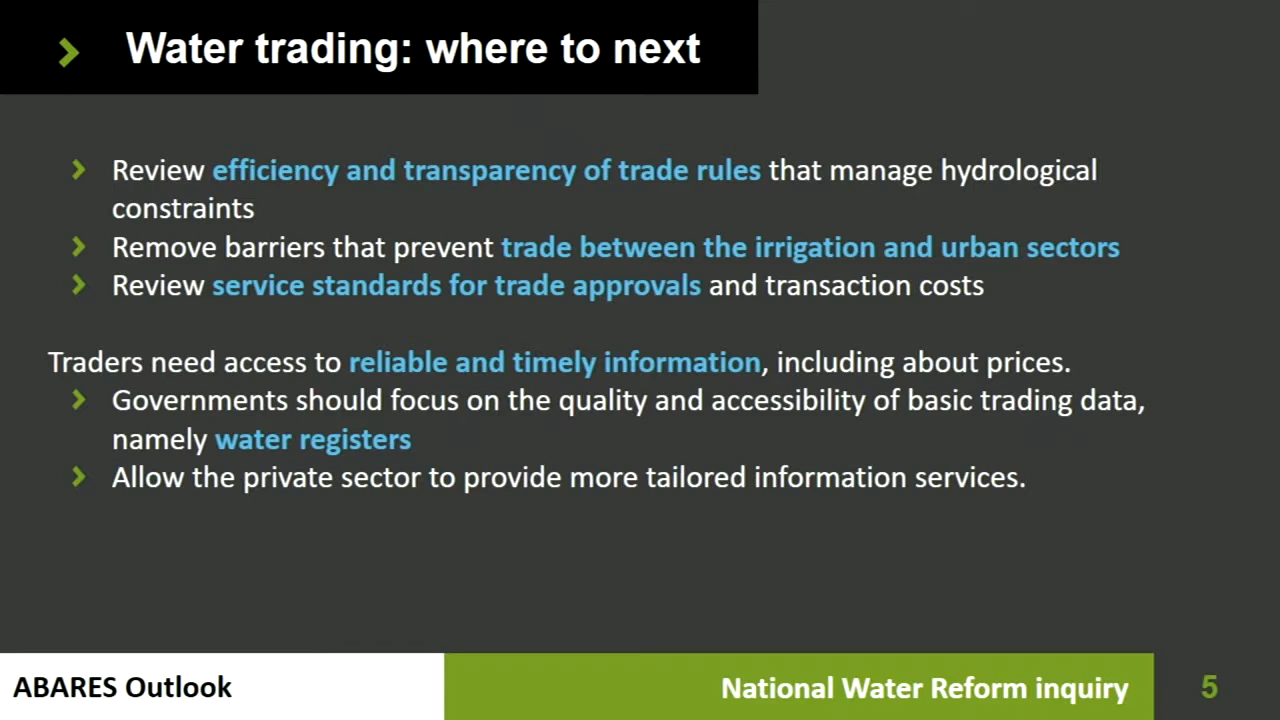 Water trading: where to next
Review efficiency and transparency of trade rules that manage hydrological
constraints
Remove barriers that prevent trade between the irrigation and urban sectors
Review service standards for trade approvals and transaction costs
Traders need access to reliable and timely information, including about prices.
Governments should focus on the quality and accessibility of basic trading data,
namely water registers
Allow the private sector to provide more tailored information services.
ABARES Outlook
National Water Reform inquiry
5